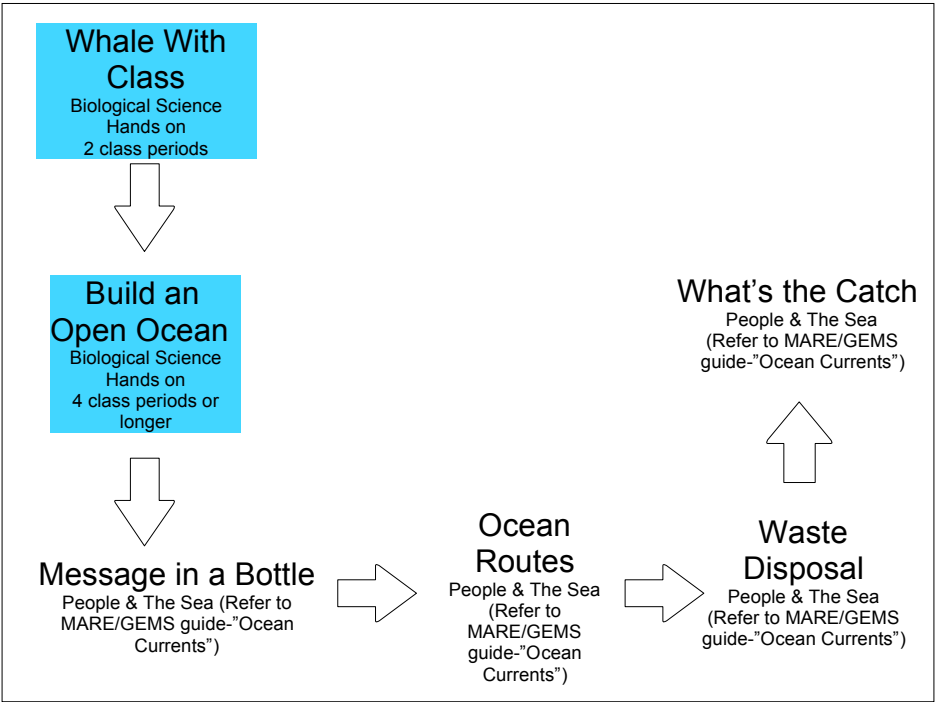 Whale With
Class
Biological Science
Hands on
2 class periods
Build an
Open Ocean
Biological Science
Hands on
4 class periods or
longer
Message in a Bottle
People & The Sea (Refer to
MARE/GEMS guide-"Ocean
Currents")
Ocean
Routes
People & The Sea
(Refer to
MARE/GEMS
guide-"Ocean
Currents")
Waste
Disposal
People & The Sea
(Refer to MARE/GEMS
guide-"Ocean Currents")
What's the Catch
People & The Sea
(Refer to MARE/GEMS
guide-"Ocean Currents")